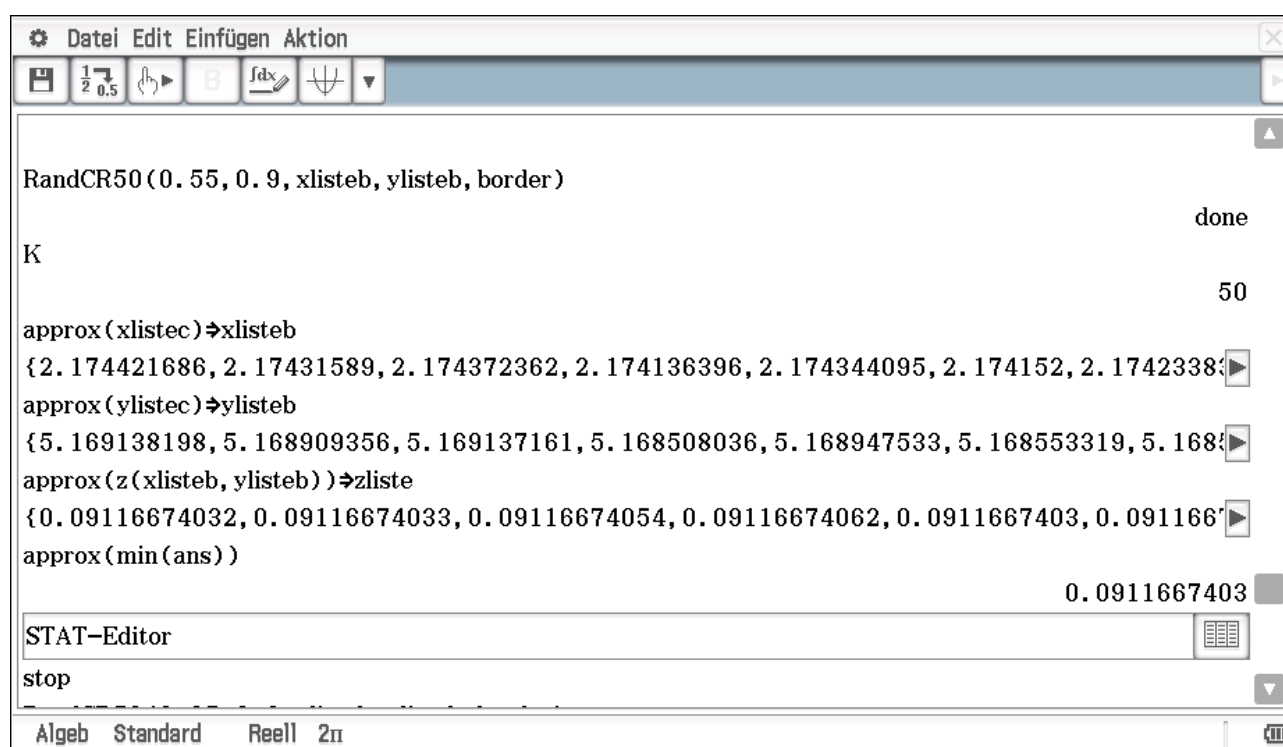 Datei Edit Einfügen Aktion
RandCR50(0.55,0.9,xlisteb,ylisteb,border)
done
K
50
approx(xlistec)⇒xlisteb
{2.174421686,2.17431589,2.174372362,2.174136396,2.174344095,2.174152,2.1742338
approx(ylistec)⇒ylisteb
{5.169138198,5.168909356,5.169137161,5.168508036,5.168947533,5.168553319,5.168
approx(z(xlisteb,ylisteb))⇒zliste
{0.09116674032,0.09116674033,0.09116674054,0.09116674062,0.0911667403,0.091166
approx(min(ans))
0.0911667403
STAT-Editor
stop
Algeb Standard Reell 2π